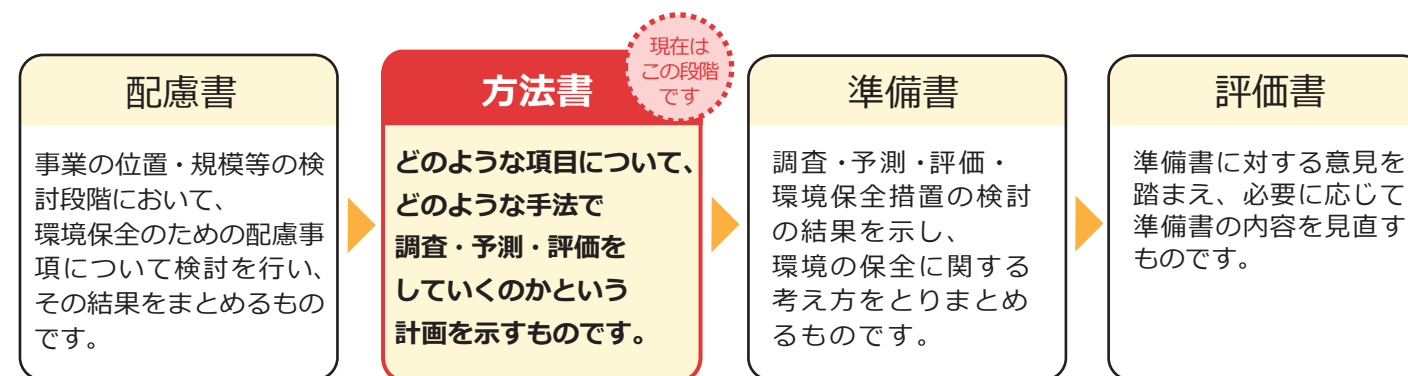 配慮書
事業の位置・規模等の検
討段階において、
環境保全のための配慮事
項について検討を行い、
その結果をまとめるもの
です。
現在は
この段階
です
方法書
どのような項目について、
どのような手法で
調査・予測・評価を
していくのかという
計画を示すものです。
準備書
調査・予測・評価・
環境保全措置の検討
の結果を示し、
環境の保全に関する
考え方をとりまとめ
るものです。
評価書
準備書に対する意見を
踏まえ、必要に応じて
準備書の内容を見直す
ものです。